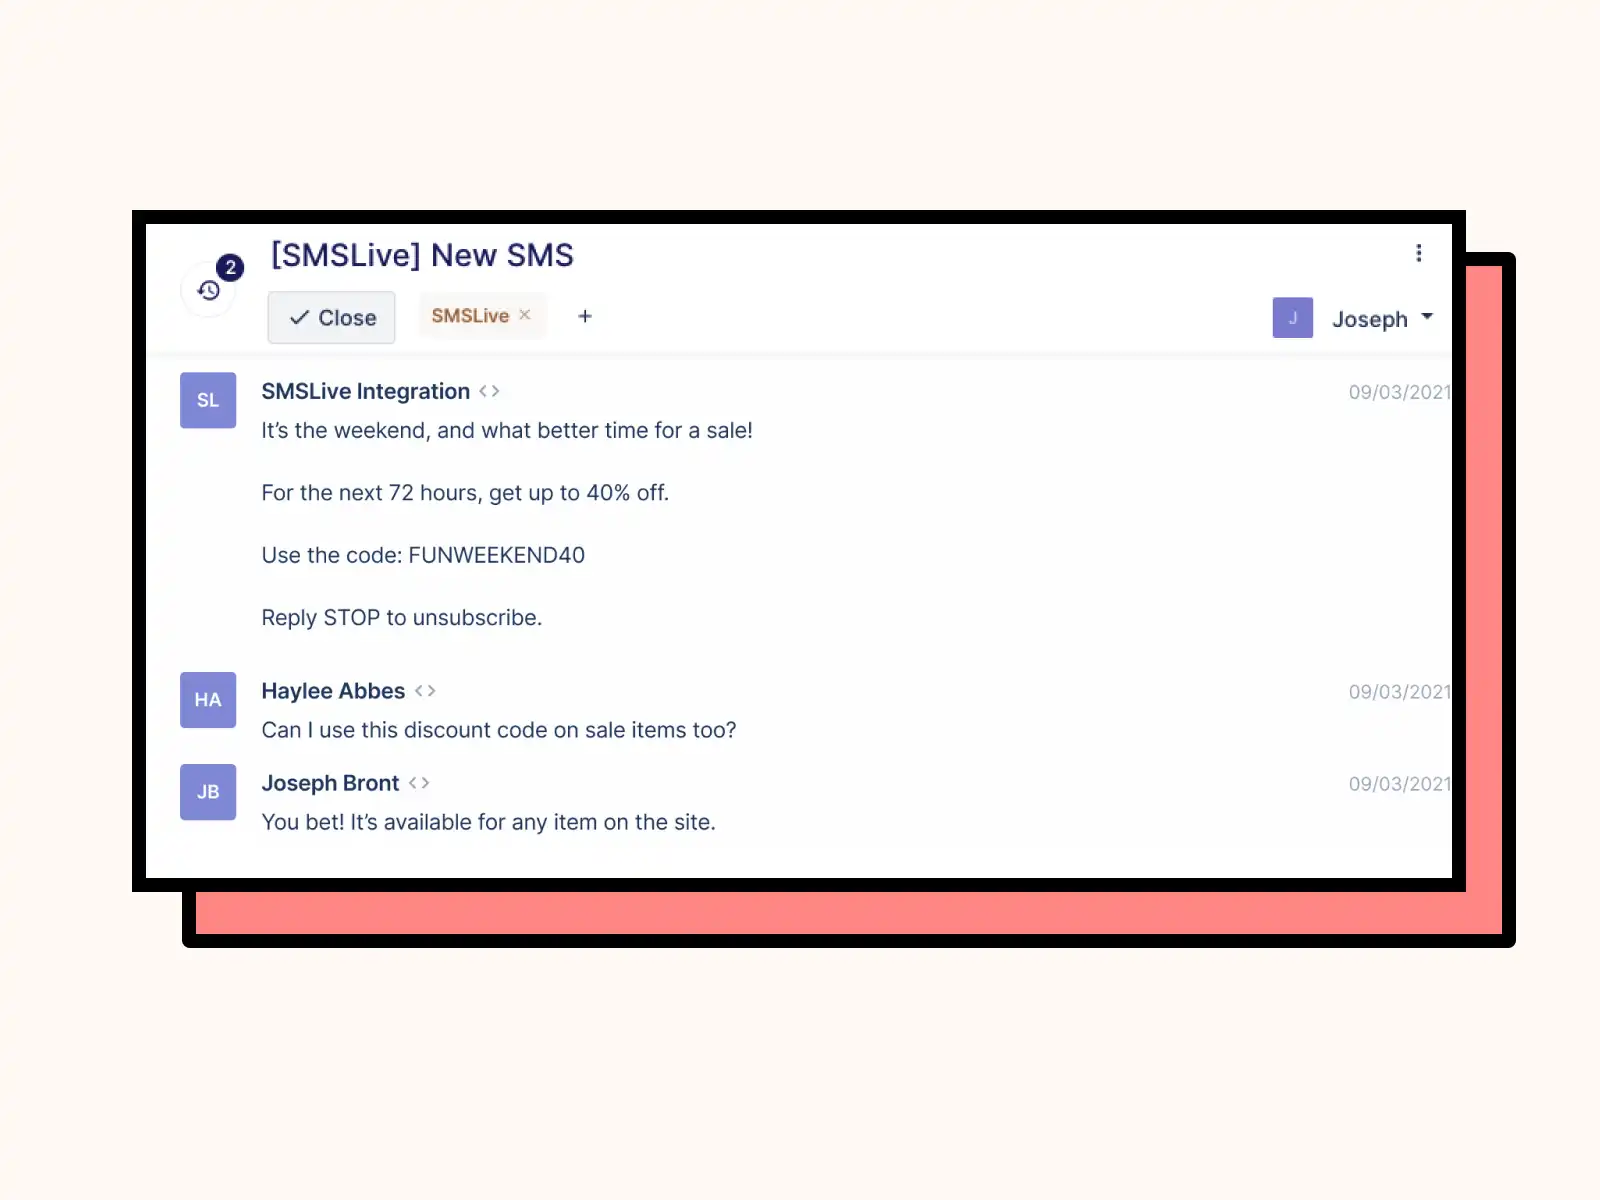 2
[SMSLive] New SMS
Close
SMSLive
J
Joseph
SL
SMSLive Integration
09/03/2021
It’s the weekend, and what better time for a sale!
For the next 72 hours, get up to 40% off.
Use the code: FUNWEEKEND40
Reply STOP to unsubscribe.
HA
Haylee Abbes
09/03/2021
Can I use this discount code on sale items too?
JB
Joseph Bront
09/03/2021
You bet! It’s available for any item on the site.